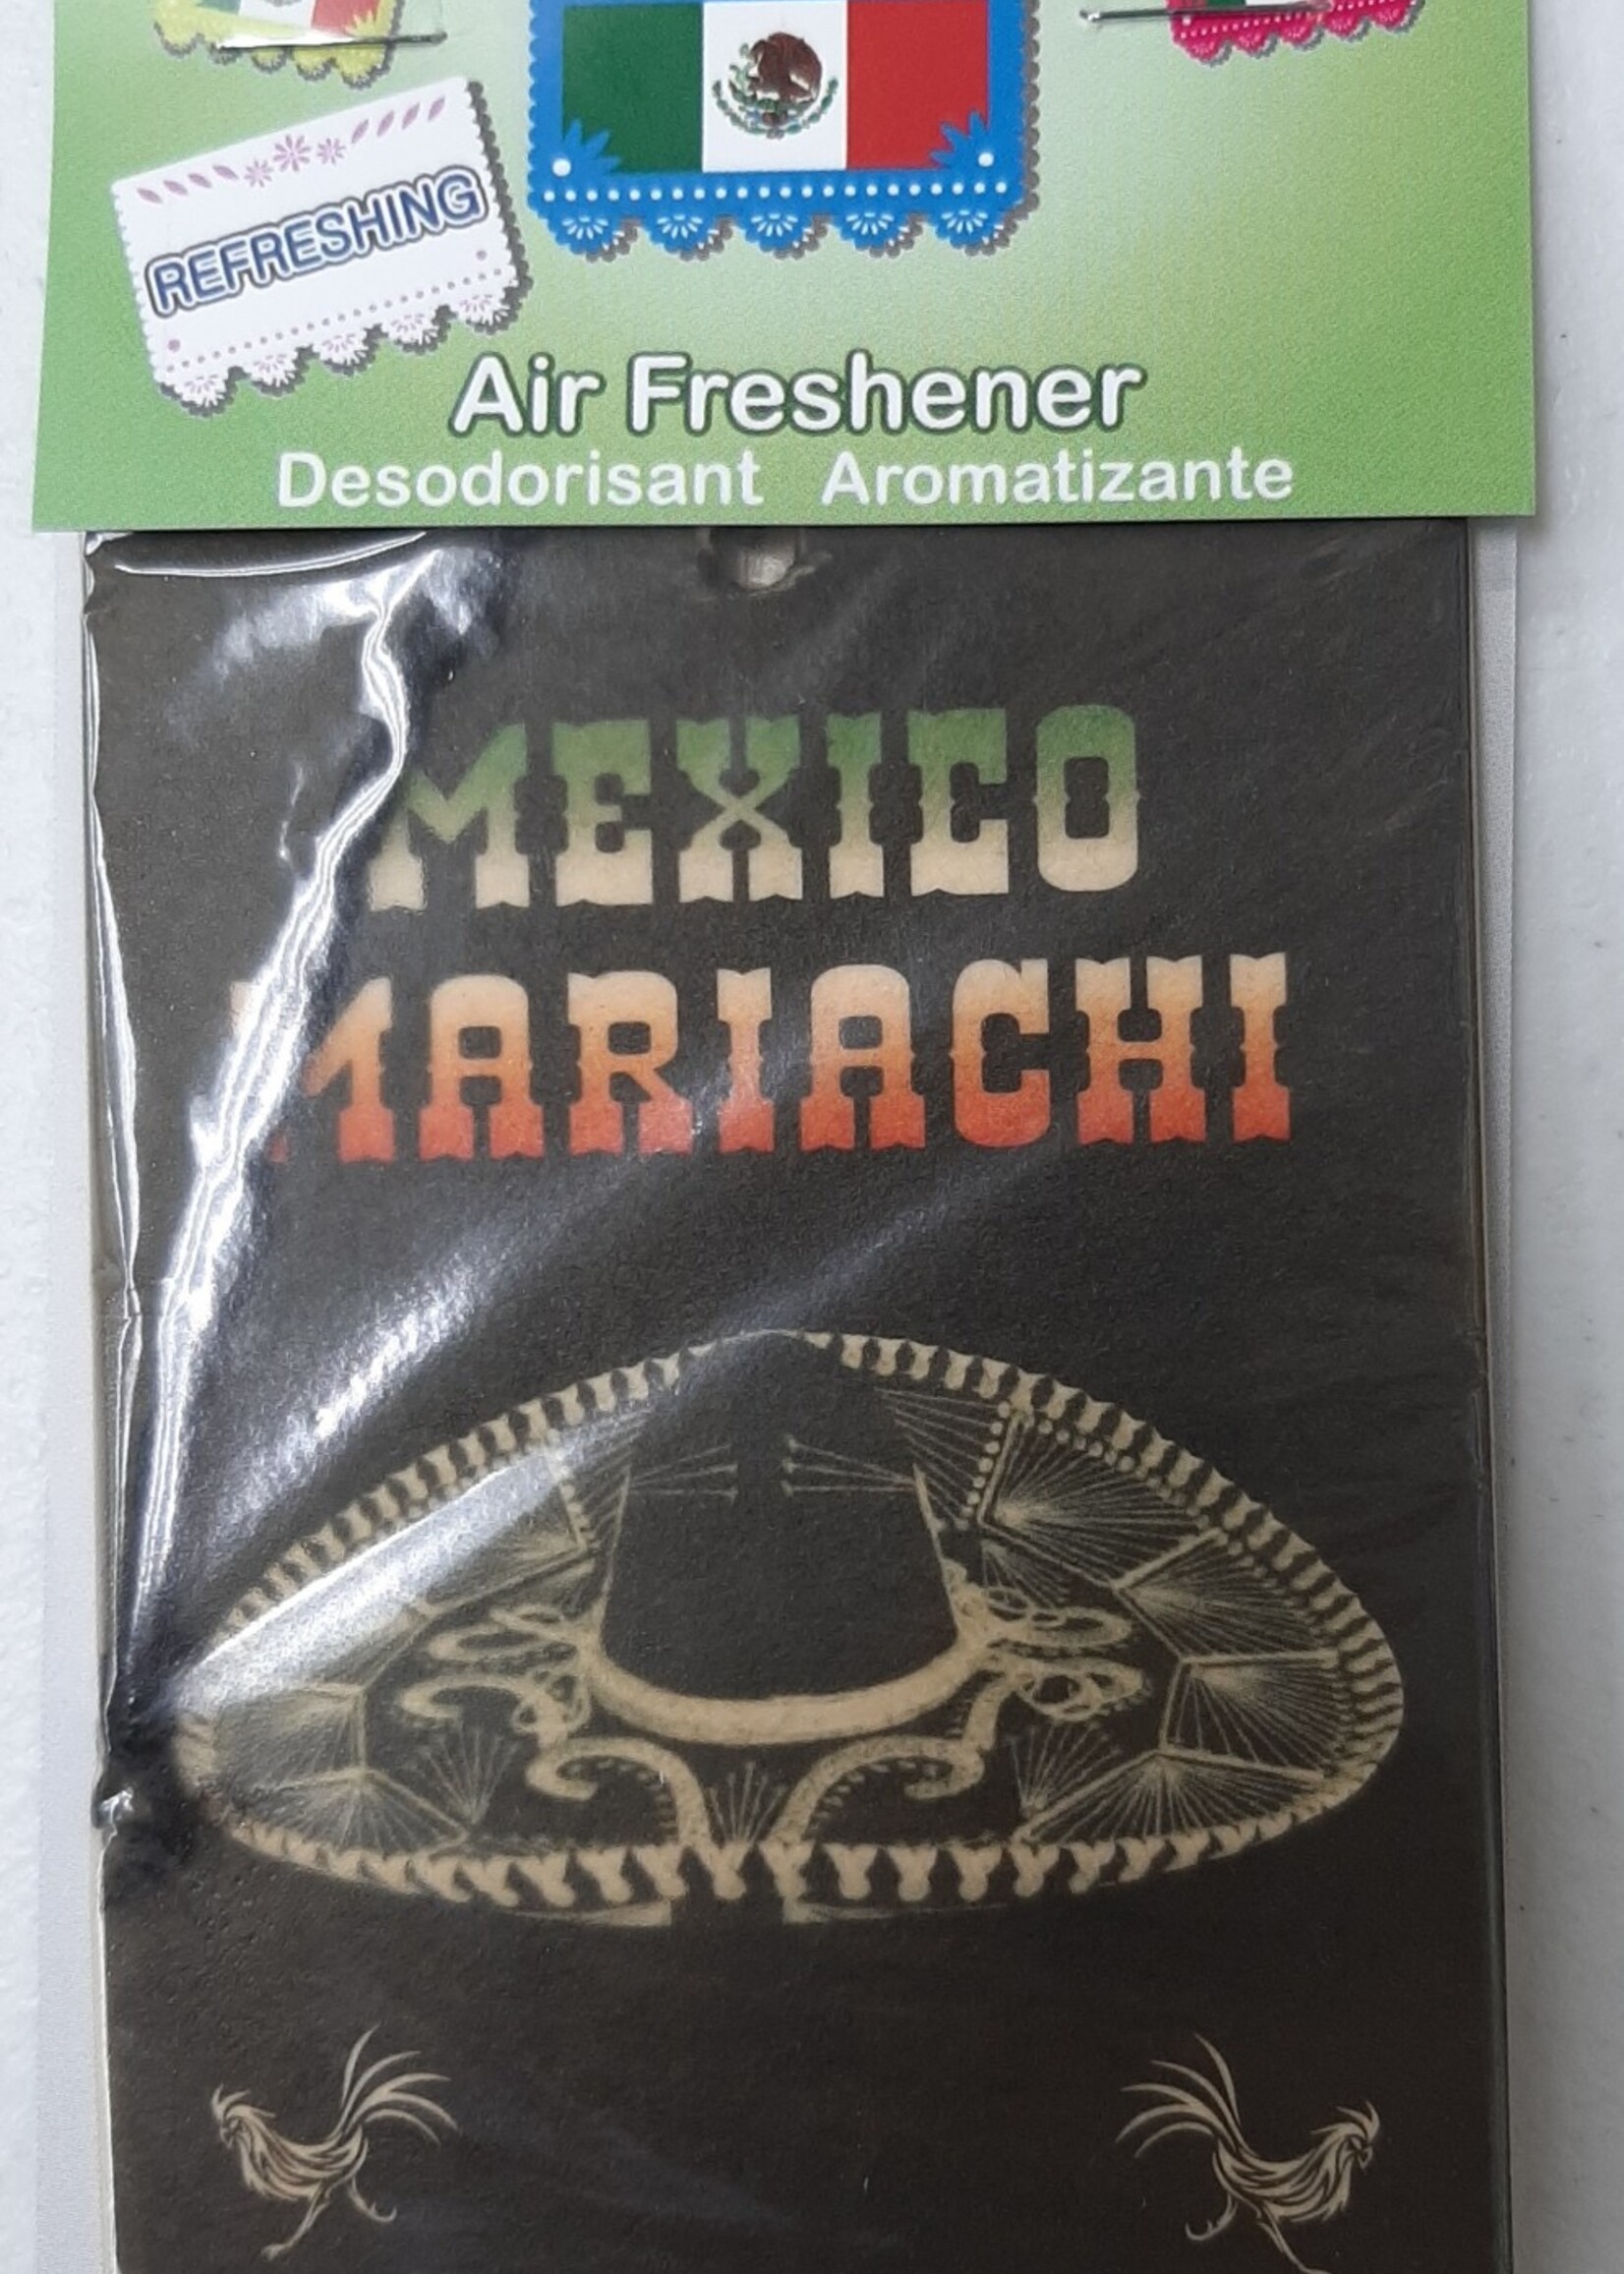 REFRESHING
Air Freshener
Desodorisant Aromatizante
MEXICO
MARIACHI